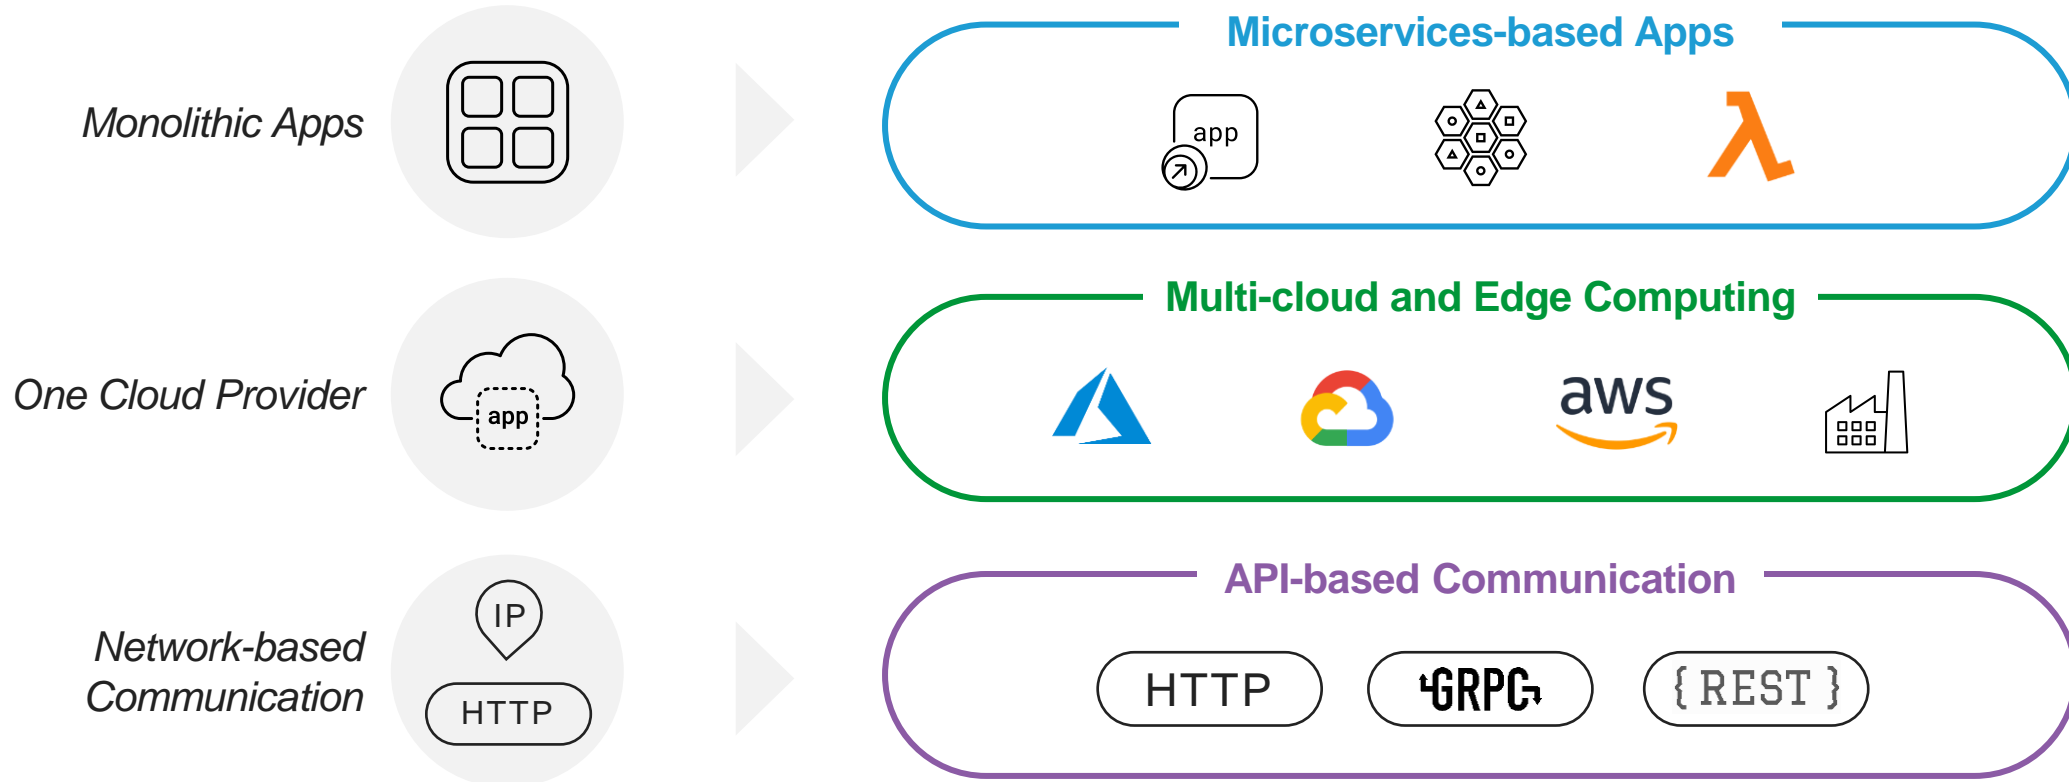 Microservices-based Apps
Monolithic Apps
app
Multi-cloud and Edge Computing
One Cloud Provider
app
aws
API-based Communication
Network-based
Communication
IP
HTTP
HTTP
GRPC
{ REST }